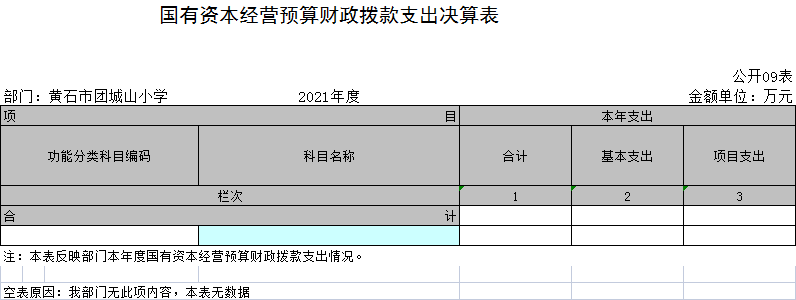 国有资本经营预算财政拨款支出决算表
公开09表
部门：黄石市团城山小学 2021年度 金额单位：万元
项 目 本年支出
功能分类科目编码 科目名称 合计 基本支出 项目支出
栏次 1 2 3
合 计
注：本表反映部门本年度国有资本经营预算财政拨款支出情况。
空表原因：我部门无此项内容，本表无数据